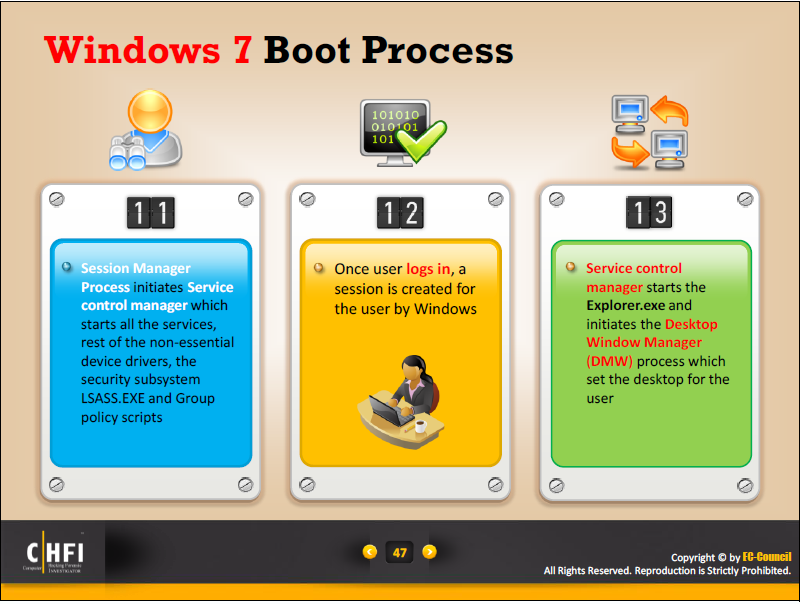 Windows 7 Boot Process
101010
010101
101
11
Session Manager
Process initiates Service
control manager which
starts all the services,
rest of the non-essential
device drivers, the
security subsystem
LSASS.EXE and Group
policy scripts
12
Once user logs in, a
session is created for
the user by Windows
13
Service control
manager starts the
Explorer.exe and
initiates the Desktop
Window Manager
(DMW) process which
set the desktop for the
user
CHFI
Computer Hacking Forensic
INVESTIGATOR
47
Copyright © by EC-Council
All Rights Reserved. Reproduction is Strictly Prohibited.